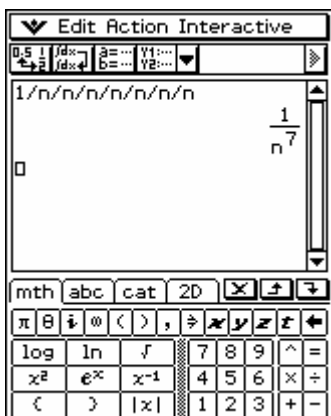 Edit Action Interactive
1/n/n/n/n/n/n/n
1
n⁷
mth abc cat 2D
π θ i ∞ ( ) , ⇒ x y z t ←
log ln √ 7 8 9 ^ =
x² eˣ x⁻¹ 4 5 6 × ÷
( ) |x| 1 2 3 + −